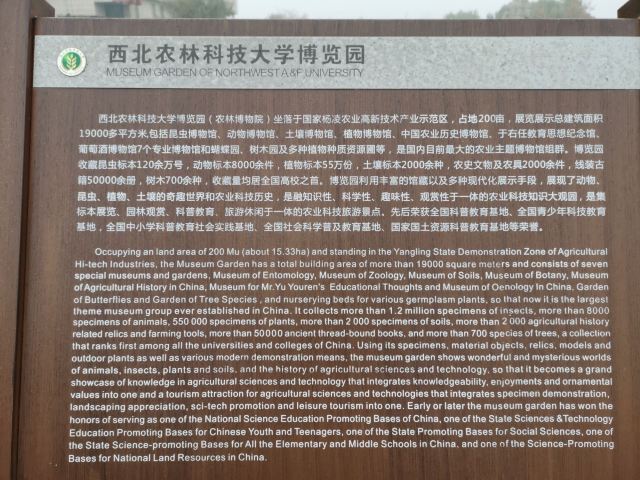 西北农林科技大学博览园
MUSEUM GARDEN OF NORTHWEST A&F UNIVERSITY
西北农林科技大学博览园（农林博物院）坐落于国家杨凌农业高新技术产业示范区，占地200亩，展览展示总建筑面积
19000多平方米,包括昆虫博物馆、动物博物馆、土壤博物馆、植物博物馆、中国农业历史博物馆、于右任教育思想纪念馆、
葡萄酒博物馆7个专业博物馆和蝴蝶园、树木园及多种植物种质资源圃等，是国内目前最大的农业主题博物馆组群。博览园
收藏昆虫标本120余万号，动物标本8000余件，植物标本55万份，土壤标本2000余种，农史文物及农具2000余件，线装古
籍50000余册，树木700余种，收藏量均居全国高校之首。博览园利用丰富的馆藏以及多种现代化展示手段，展现了动物、
昆虫、植物、土壤的奇趣世界和农业科技历史，是融知识性、科学性、趣味性、观赏性于一体的农业科技知识大观园，是集
标本展览、园林观赏、科普教育、旅游休闲于一体的农业科技旅游景点。先后荣获全国科普教育基地、全国青少年科技教育
基地，全国中小学科普教育社会实践基地、全国社会科学普及教育基地、国家国土资源科普教育基地等荣誉。
Occupying an land area of 200 Mu (about 15.33ha) and standing in the Yangling State Demonstration Zone of Agricultural
Hi-tech Industries, the Museum Garden has a total building area of more than 19000 square meters and consists of seven
special museums and gardens, Museum of Entomology, Museum of Zoology, Museum of Soils, Museum of Botany, Museum
of Agricultural History in China, Museum for Mr.Yu Youren's Educational Thoughts and Museum of Oenology In China, Garden
of Butterflies and Garden of Tree Species , and nurserying beds for various germplasm plants, so that now it is the largest
theme museum group ever established in China. It collects more than 1.2 million specimens of insects, more than 8000
specimens of animals, 550 000 specimens of plants, more than 2 000 specimens of soils, more than 2 000 agricultural history
related relics and farming tools, more than 50000 ancient thread-bound books, and more than 700 species of trees, a collection
that ranks first among all the universities and colleges of China. Using its specimens, material objects, relics, models and
outdoor plants as well as various modern demonstration means, the museum garden shows wonderful and mysterious worlds
of animals, insects, plants and soils, and the history of agricultural sciences and technology, so that it becomes a grand
showcase of knowledge in agricultural sciences and technology that integrates knowledgeability, enjoyments and ornamental
values into one and a tourism attraction for agricultural sciences and technologies that integrates specimen demonstration,
landscaping appreciation, sci-tech promotion and leisure tourism into one. Early or later the museum garden has won the
honors of serving as one of the National Science Education Promoting Bases of China, one of the State Sciences &Technology
Education Promoting Bases for Chinese Youth and Teenagers, one of the State Promoting Bases for Social Sciences, one of
the State Science-promoting Bases for All the Elementary and Middle Schools in China, and one of the Science-Promoting
Bases for National Land Resources in China.